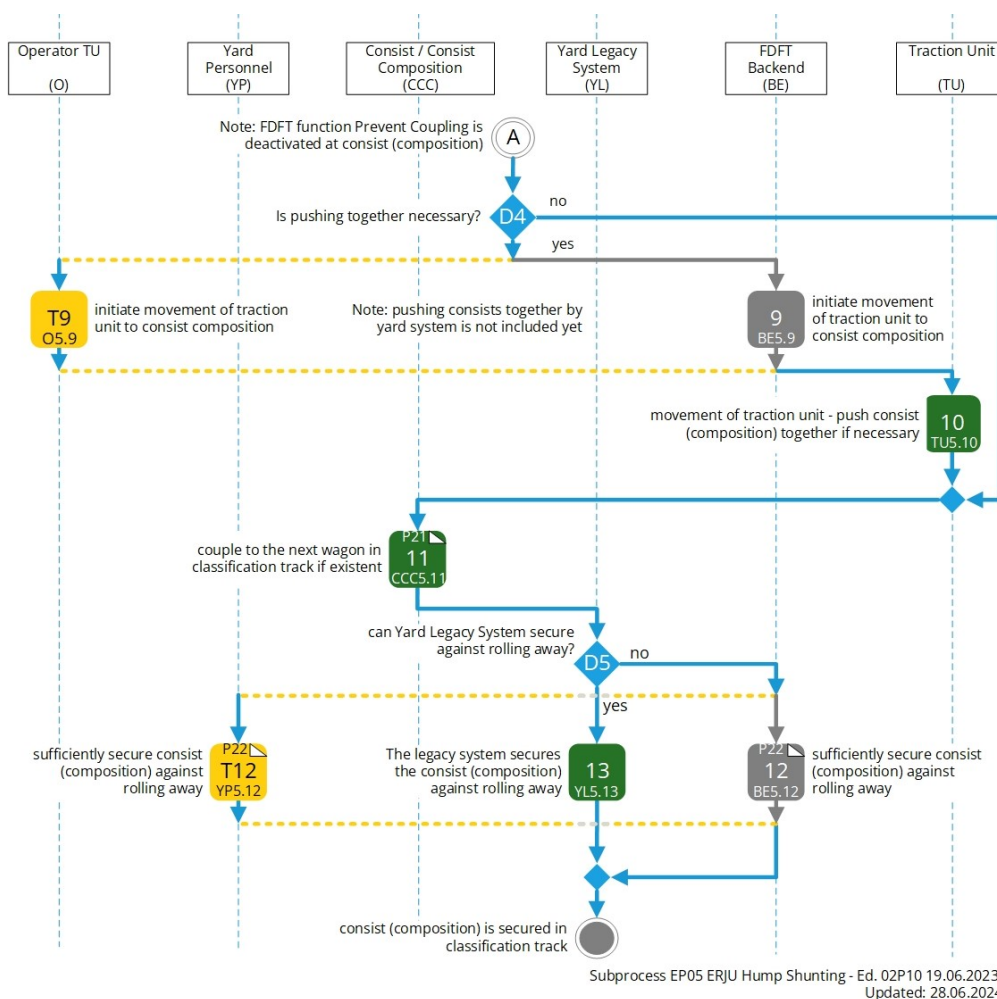 Operator TU
(O)
Yard
Personnel
(YP)
Consist / Consist
Composition
(CCC)
Yard Legacy
System
(YL)
FDFT
Backend
(BE)
Traction Unit
(TU)
Note: FDFT function Prevent Coupling is
deactivated at consist (composition)
A
Is pushing together necessary?
D4
no
yes
T9
O5.9
initiate movement of traction
unit to consist composition
Note: pushing consists together by
yard system is not included yet
9
BE5.9
initiate movement
of traction unit to
consist composition
movement of traction unit - push consist
(composition) together if necessary
10
TU5.10
couple to the next wagon in
classification track if existent
P21
11
CCC5.11
can Yard Legacy System secure
against rolling away?
D5
no
yes
sufficiently secure consist
(composition) against
rolling away
P22
T12
YP5.12
The legacy system secures
the consist (composition)
against rolling away
13
YL5.13
P22
12
BE5.12
sufficiently secure consist
(composition) against
rolling away
consist (composition) is secured in
classification track
Subprocess EP05 ERJU Hump Shunting - Ed. 02P10 19.06.2023
Updated: 28.06.2024